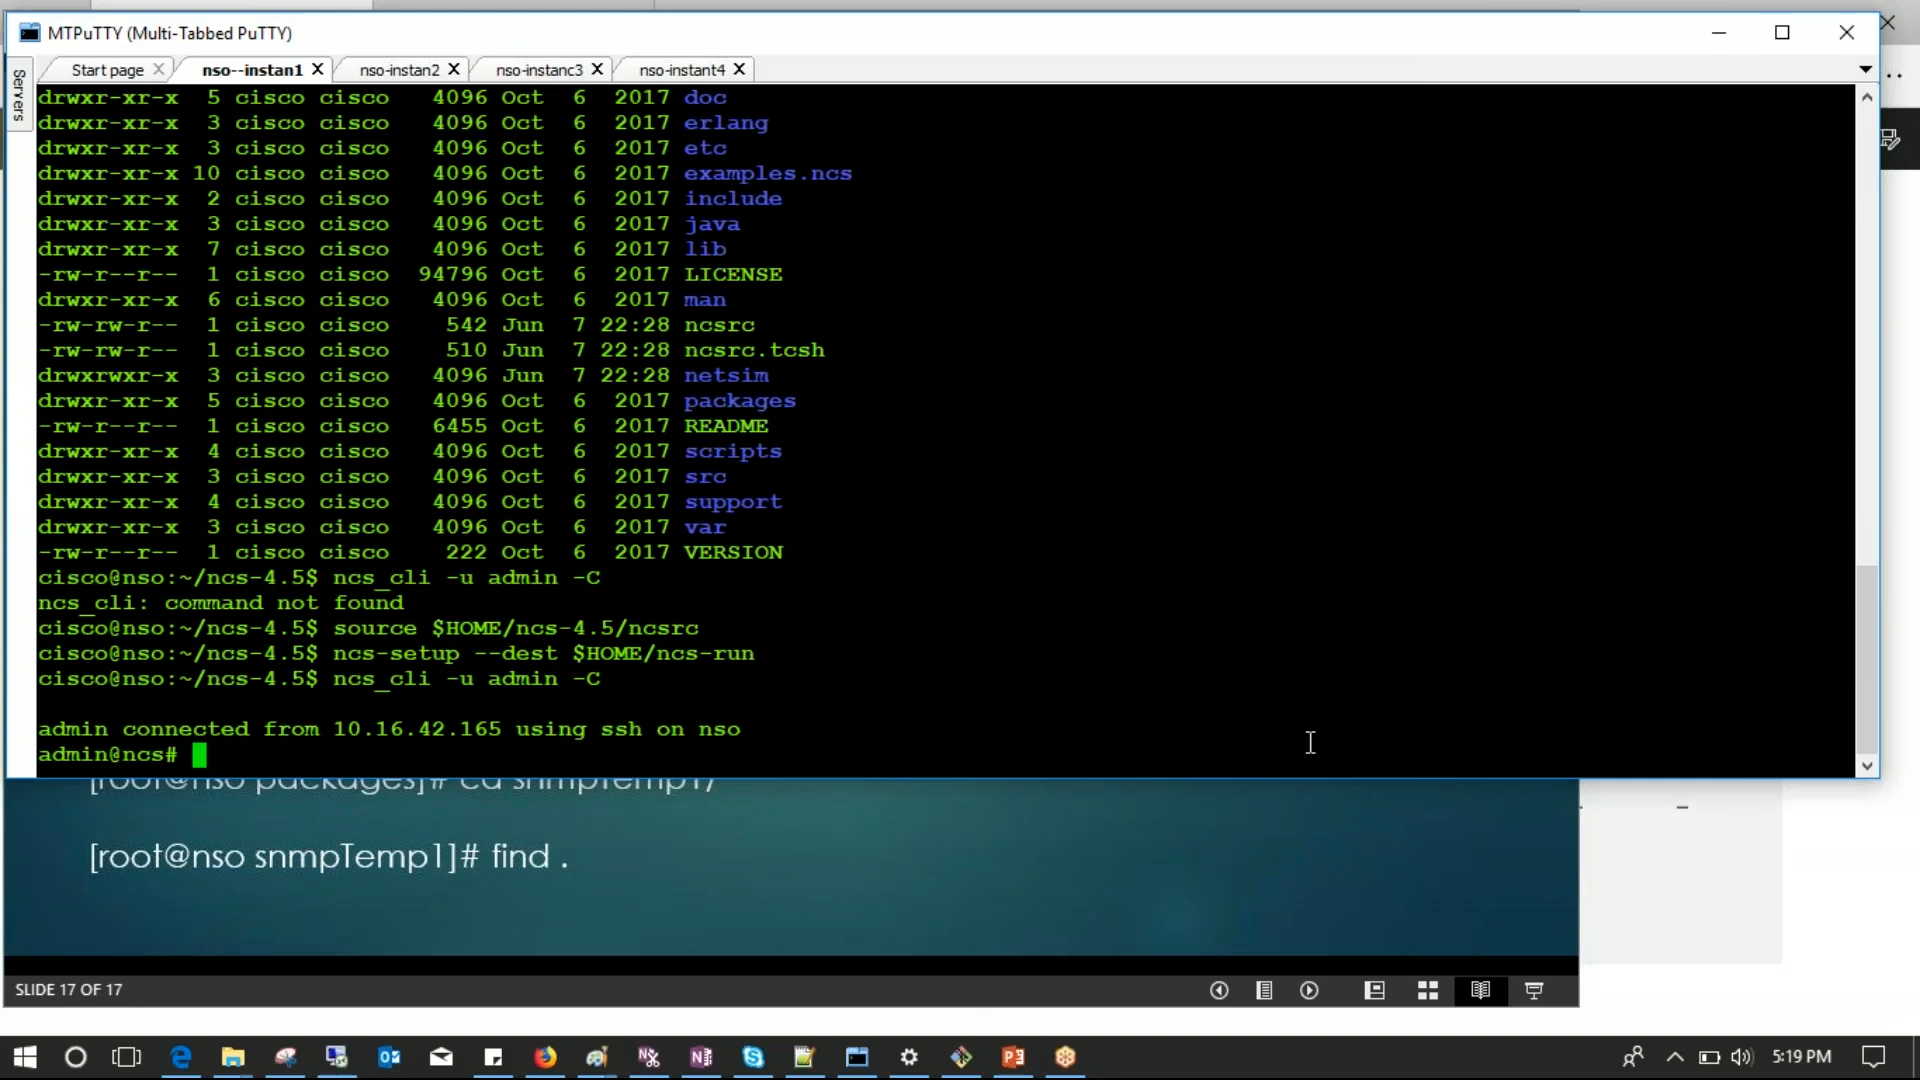 MTPuTTY (Multi-Tabbed PuTTY)
Servers
Start page
nso--instan1
nso-instan2
nso-instanc3
nso-instant4
drwxr-xr-x 5 cisco cisco 4096 Oct 6 2017 doc
drwxr-xr-x 3 cisco cisco 4096 Oct 6 2017 erlang
drwxr-xr-x 3 cisco cisco 4096 Oct 6 2017 etc
drwxr-xr-x 10 cisco cisco 4096 Oct 6 2017 examples.ncs
drwxr-xr-x 2 cisco cisco 4096 Oct 6 2017 include
drwxr-xr-x 3 cisco cisco 4096 Oct 6 2017 java
drwxr-xr-x 7 cisco cisco 4096 Oct 6 2017 lib
-rw-r--r-- 1 cisco cisco 94796 Oct 6 2017 LICENSE
drwxr-xr-x 6 cisco cisco 4096 Oct 6 2017 man
-rw-rw-r-- 1 cisco cisco 542 Jun 7 22:28 ncsrc
-rw-rw-r-- 1 cisco cisco 510 Jun 7 22:28 ncsrc.tcsh
drwxrwxr-x 3 cisco cisco 4096 Jun 7 22:28 netsim
drwxr-xr-x 5 cisco cisco 4096 Oct 6 2017 packages
-rw-r--r-- 1 cisco cisco 6455 Oct 6 2017 README
drwxr-xr-x 4 cisco cisco 4096 Oct 6 2017 scripts
drwxr-xr-x 3 cisco cisco 4096 Oct 6 2017 src
drwxr-xr-x 4 cisco cisco 4096 Oct 6 2017 support
drwxr-xr-x 3 cisco cisco 4096 Oct 6 2017 var
-rw-r--r-- 1 cisco cisco 222 Oct 6 2017 VERSION
cisco@nso:~/ncs-4.5$ ncs_cli -u admin -C
ncs_cli: command not found
cisco@nso:~/ncs-4.5$ source $HOME/ncs-4.5/ncsrc
cisco@nso:~/ncs-4.5$ ncs-setup --dest $HOME/ncs-run
cisco@nso:~/ncs-4.5$ ncs_cli -u admin -C
admin connected from 10.16.42.165 using ssh on nso
admin@ncs#
[root@nso packages]# cd snmpTemp1/
[root@nso snmpTemp1]# find .
SLIDE 17 OF 17
5:19 PM